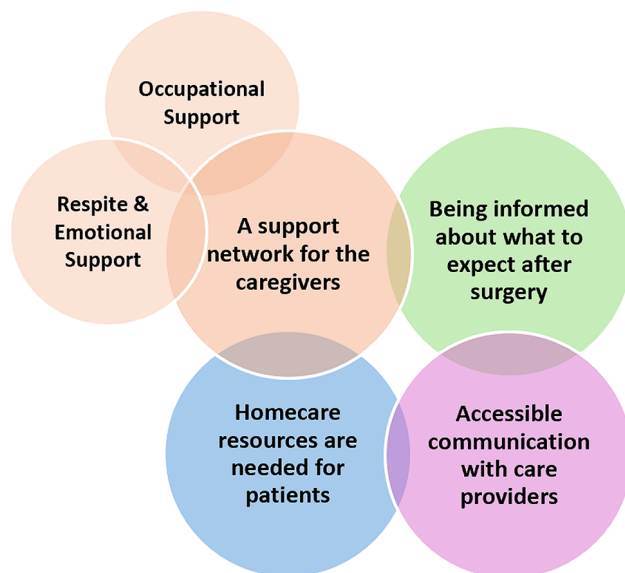 Occupational
Support
Respite &
Emotional
Support
A support
network for the
caregivers
Being informed
about what to
expect after
surgery
Homecare
resources are
needed for
patients
Accessible
communication
with care
providers